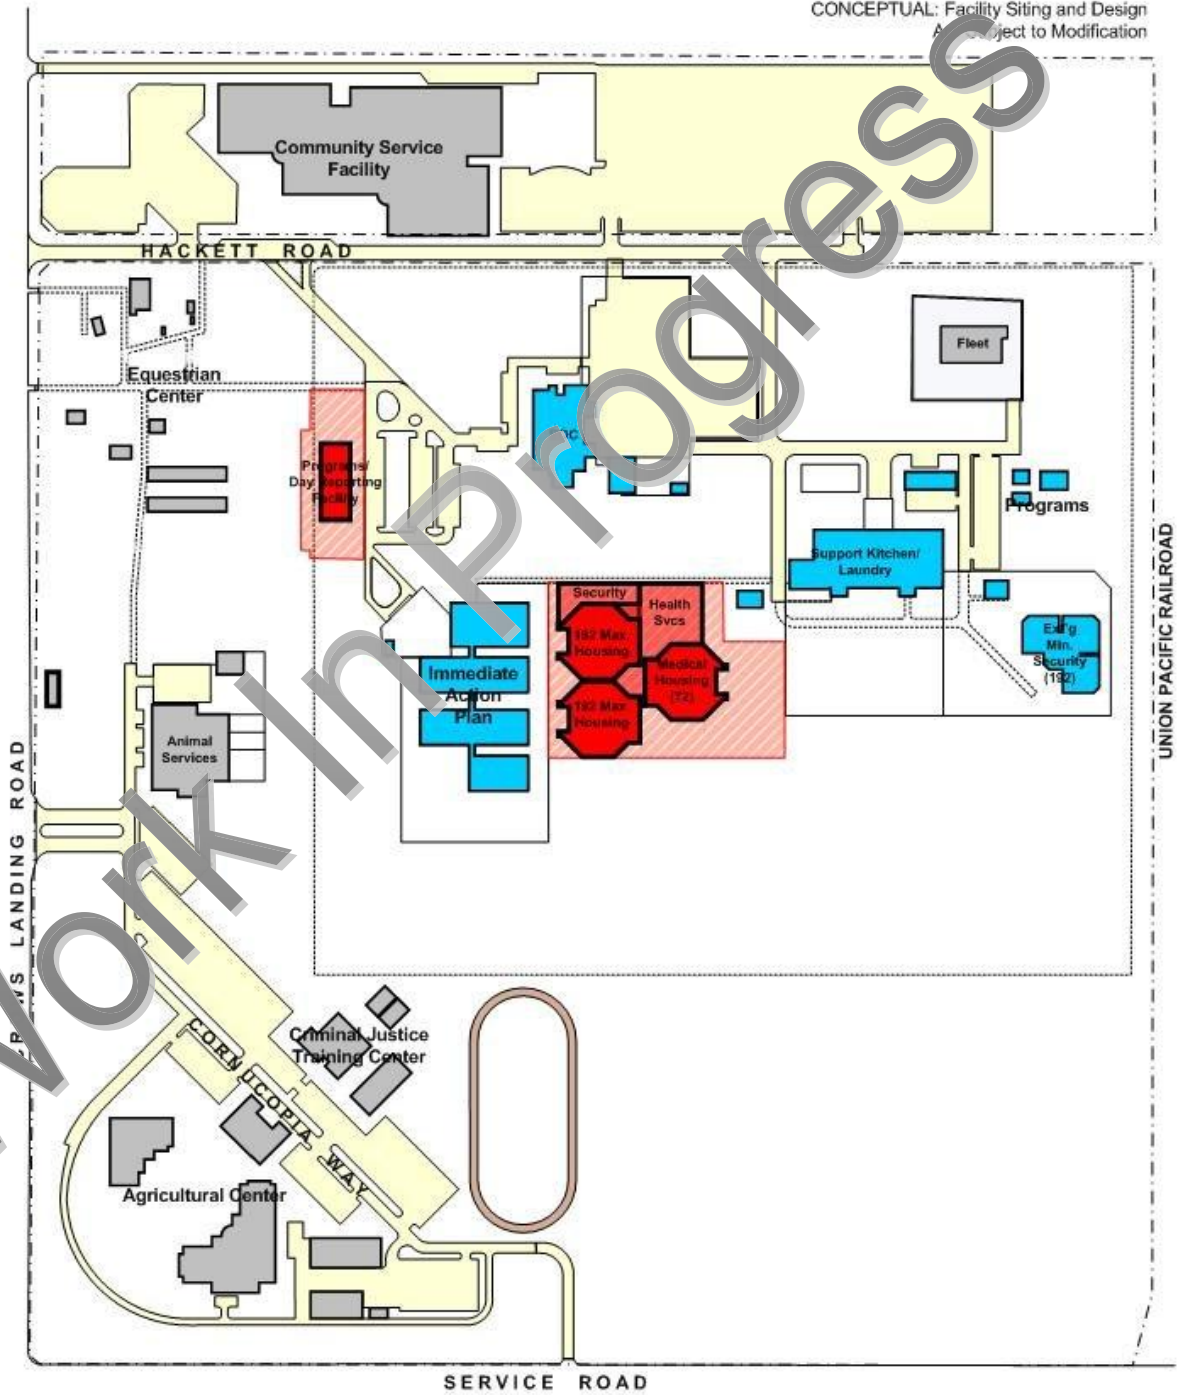 CONCEPTUAL: Facility Siting and Design
Subject to Modification
Community Service
Facility
HACKETT ROAD
Fleet
Equestrian
Center
Programs/
Day Reporting
Facility
Programs
Support Kitchen/
Laundry
Security
Health
Svcs
192 Max
Housing
Medical
Housing
(72)
192 Max
Housing
Immediate
Action
Plan
Min.
Security
(192)
UNION PACIFIC RAILROAD
Animal
Services
LANDING ROAD
Work In Progress
Criminal Justice
Training Center
CORNUCOPIA WAY
Agricultural Center
SERVICE ROAD